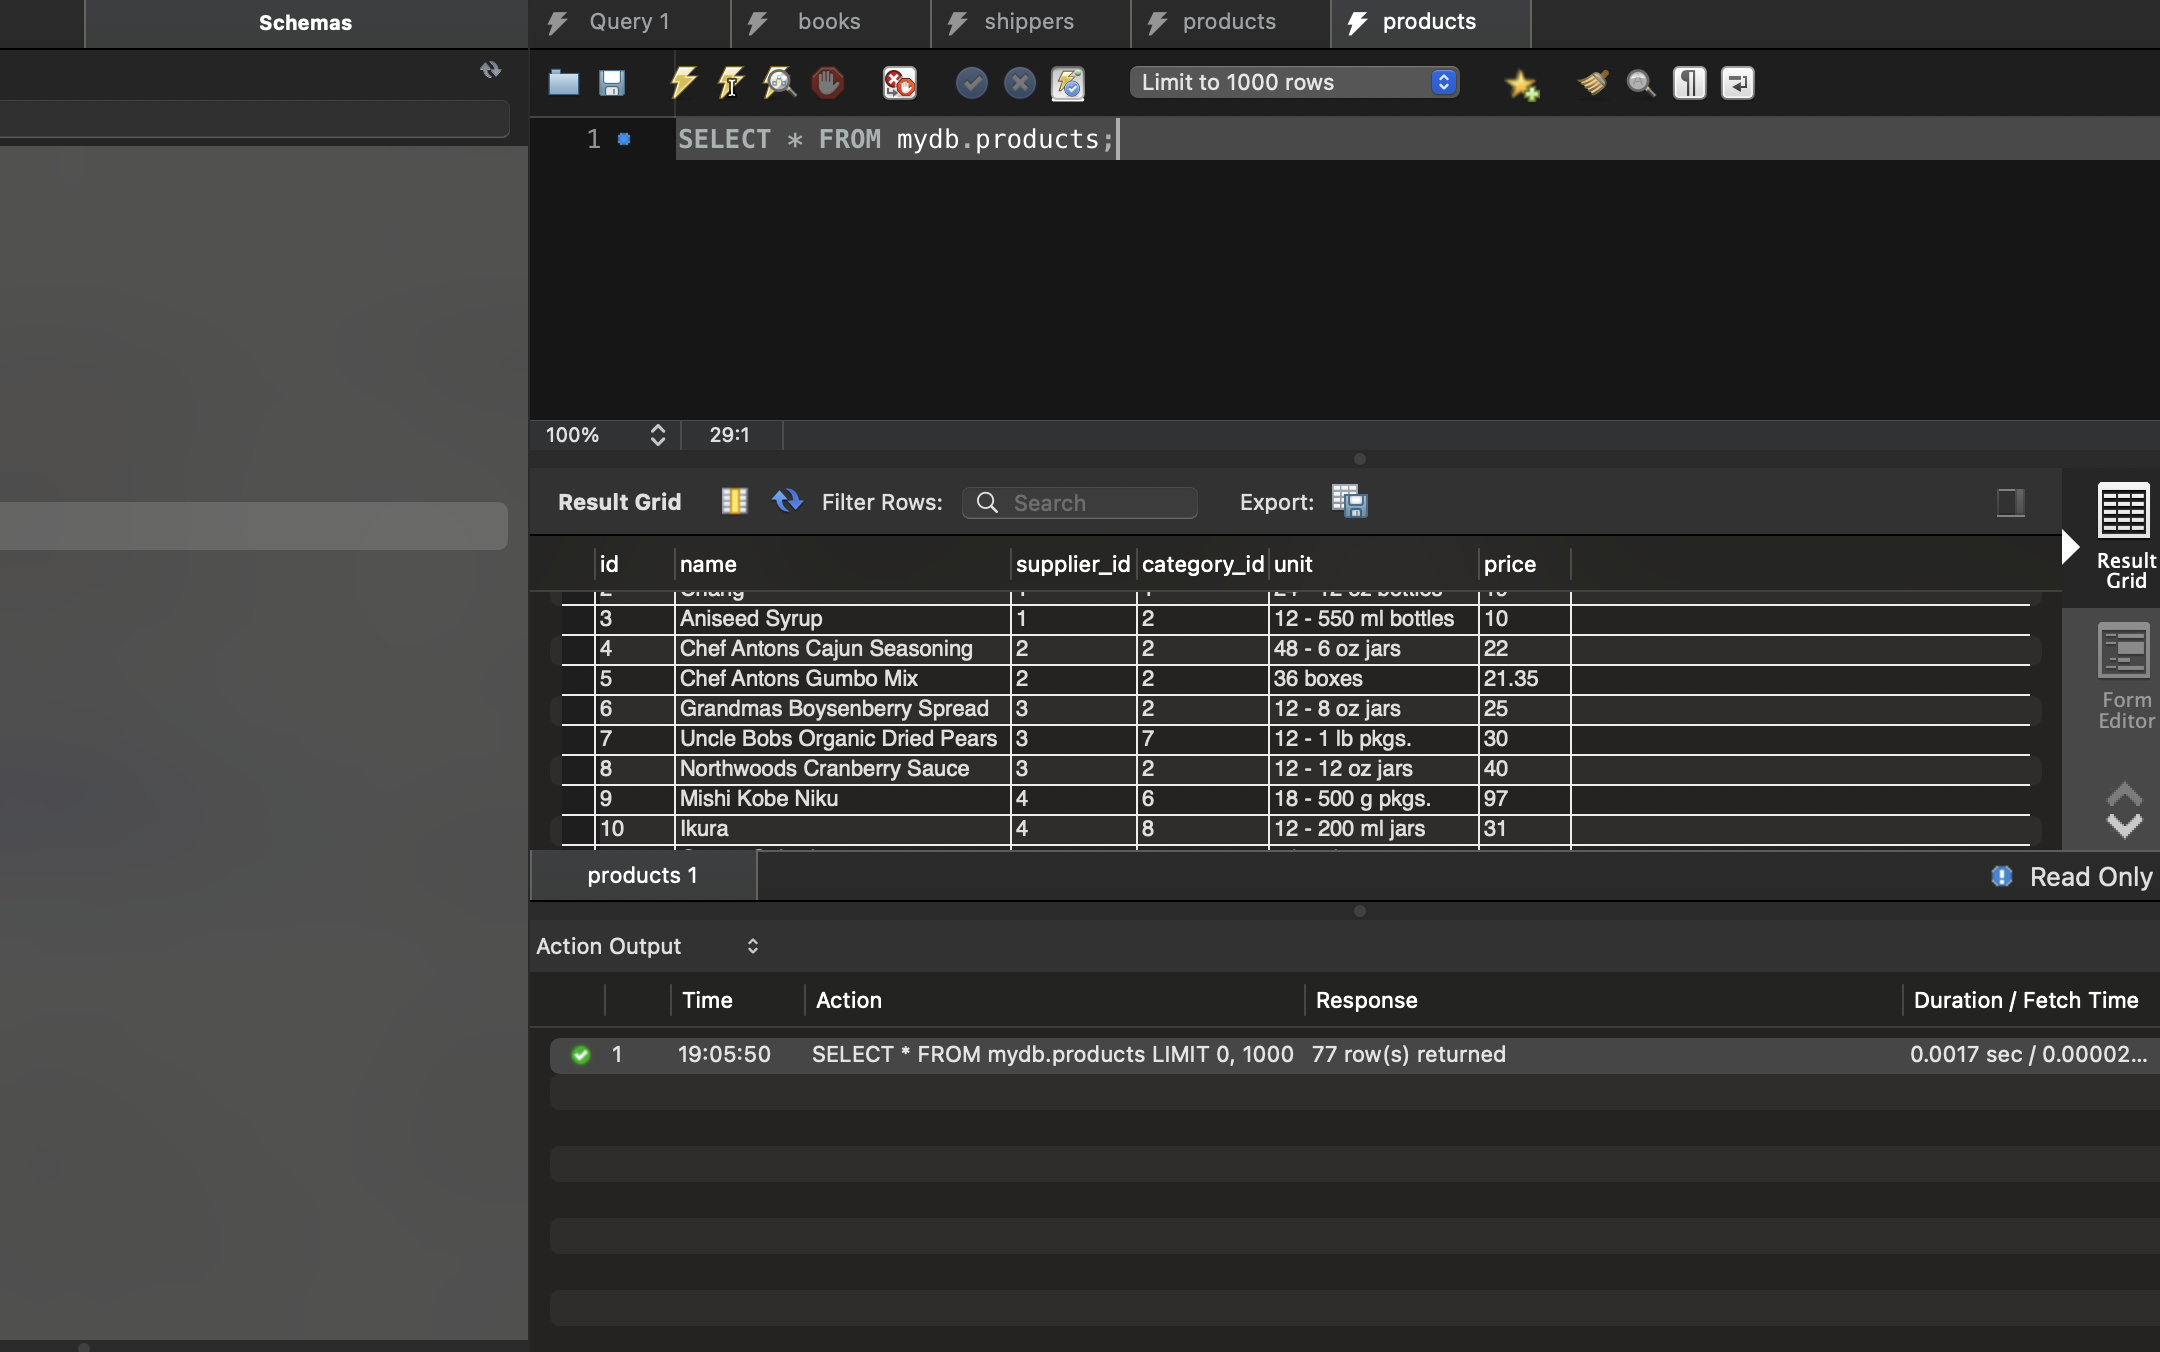 Schemas
Query 1
books
shippers
products
products
Limit to 1000 rows
1 SELECT * FROM mydb.products;
100% 29:1
Result Grid Filter Rows: Search Export:
id name supplier_id category_id unit price
2 Chang 1 1 24 - 12 oz bottles 19
3 Aniseed Syrup 1 2 12 - 550 ml bottles 10
4 Chef Antons Cajun Seasoning 2 2 48 - 6 oz jars 22
5 Chef Antons Gumbo Mix 2 2 36 boxes 21.35
6 Grandmas Boysenberry Spread 3 2 12 - 8 oz jars 25
7 Uncle Bobs Organic Dried Pears 3 7 12 - 1 lb pkgs. 30
8 Northwoods Cranberry Sauce 3 2 12 - 12 oz jars 40
9 Mishi Kobe Niku 4 6 18 - 500 g pkgs. 97
10 Ikura 4 8 12 - 200 ml jars 31
Result
Grid
Form
Editor
products 1
Read Only
Action Output
Time Action Response Duration / Fetch Time
1 19:05:50 SELECT * FROM mydb.products LIMIT 0, 1000 77 row(s) returned 0.0017 sec / 0.00002...